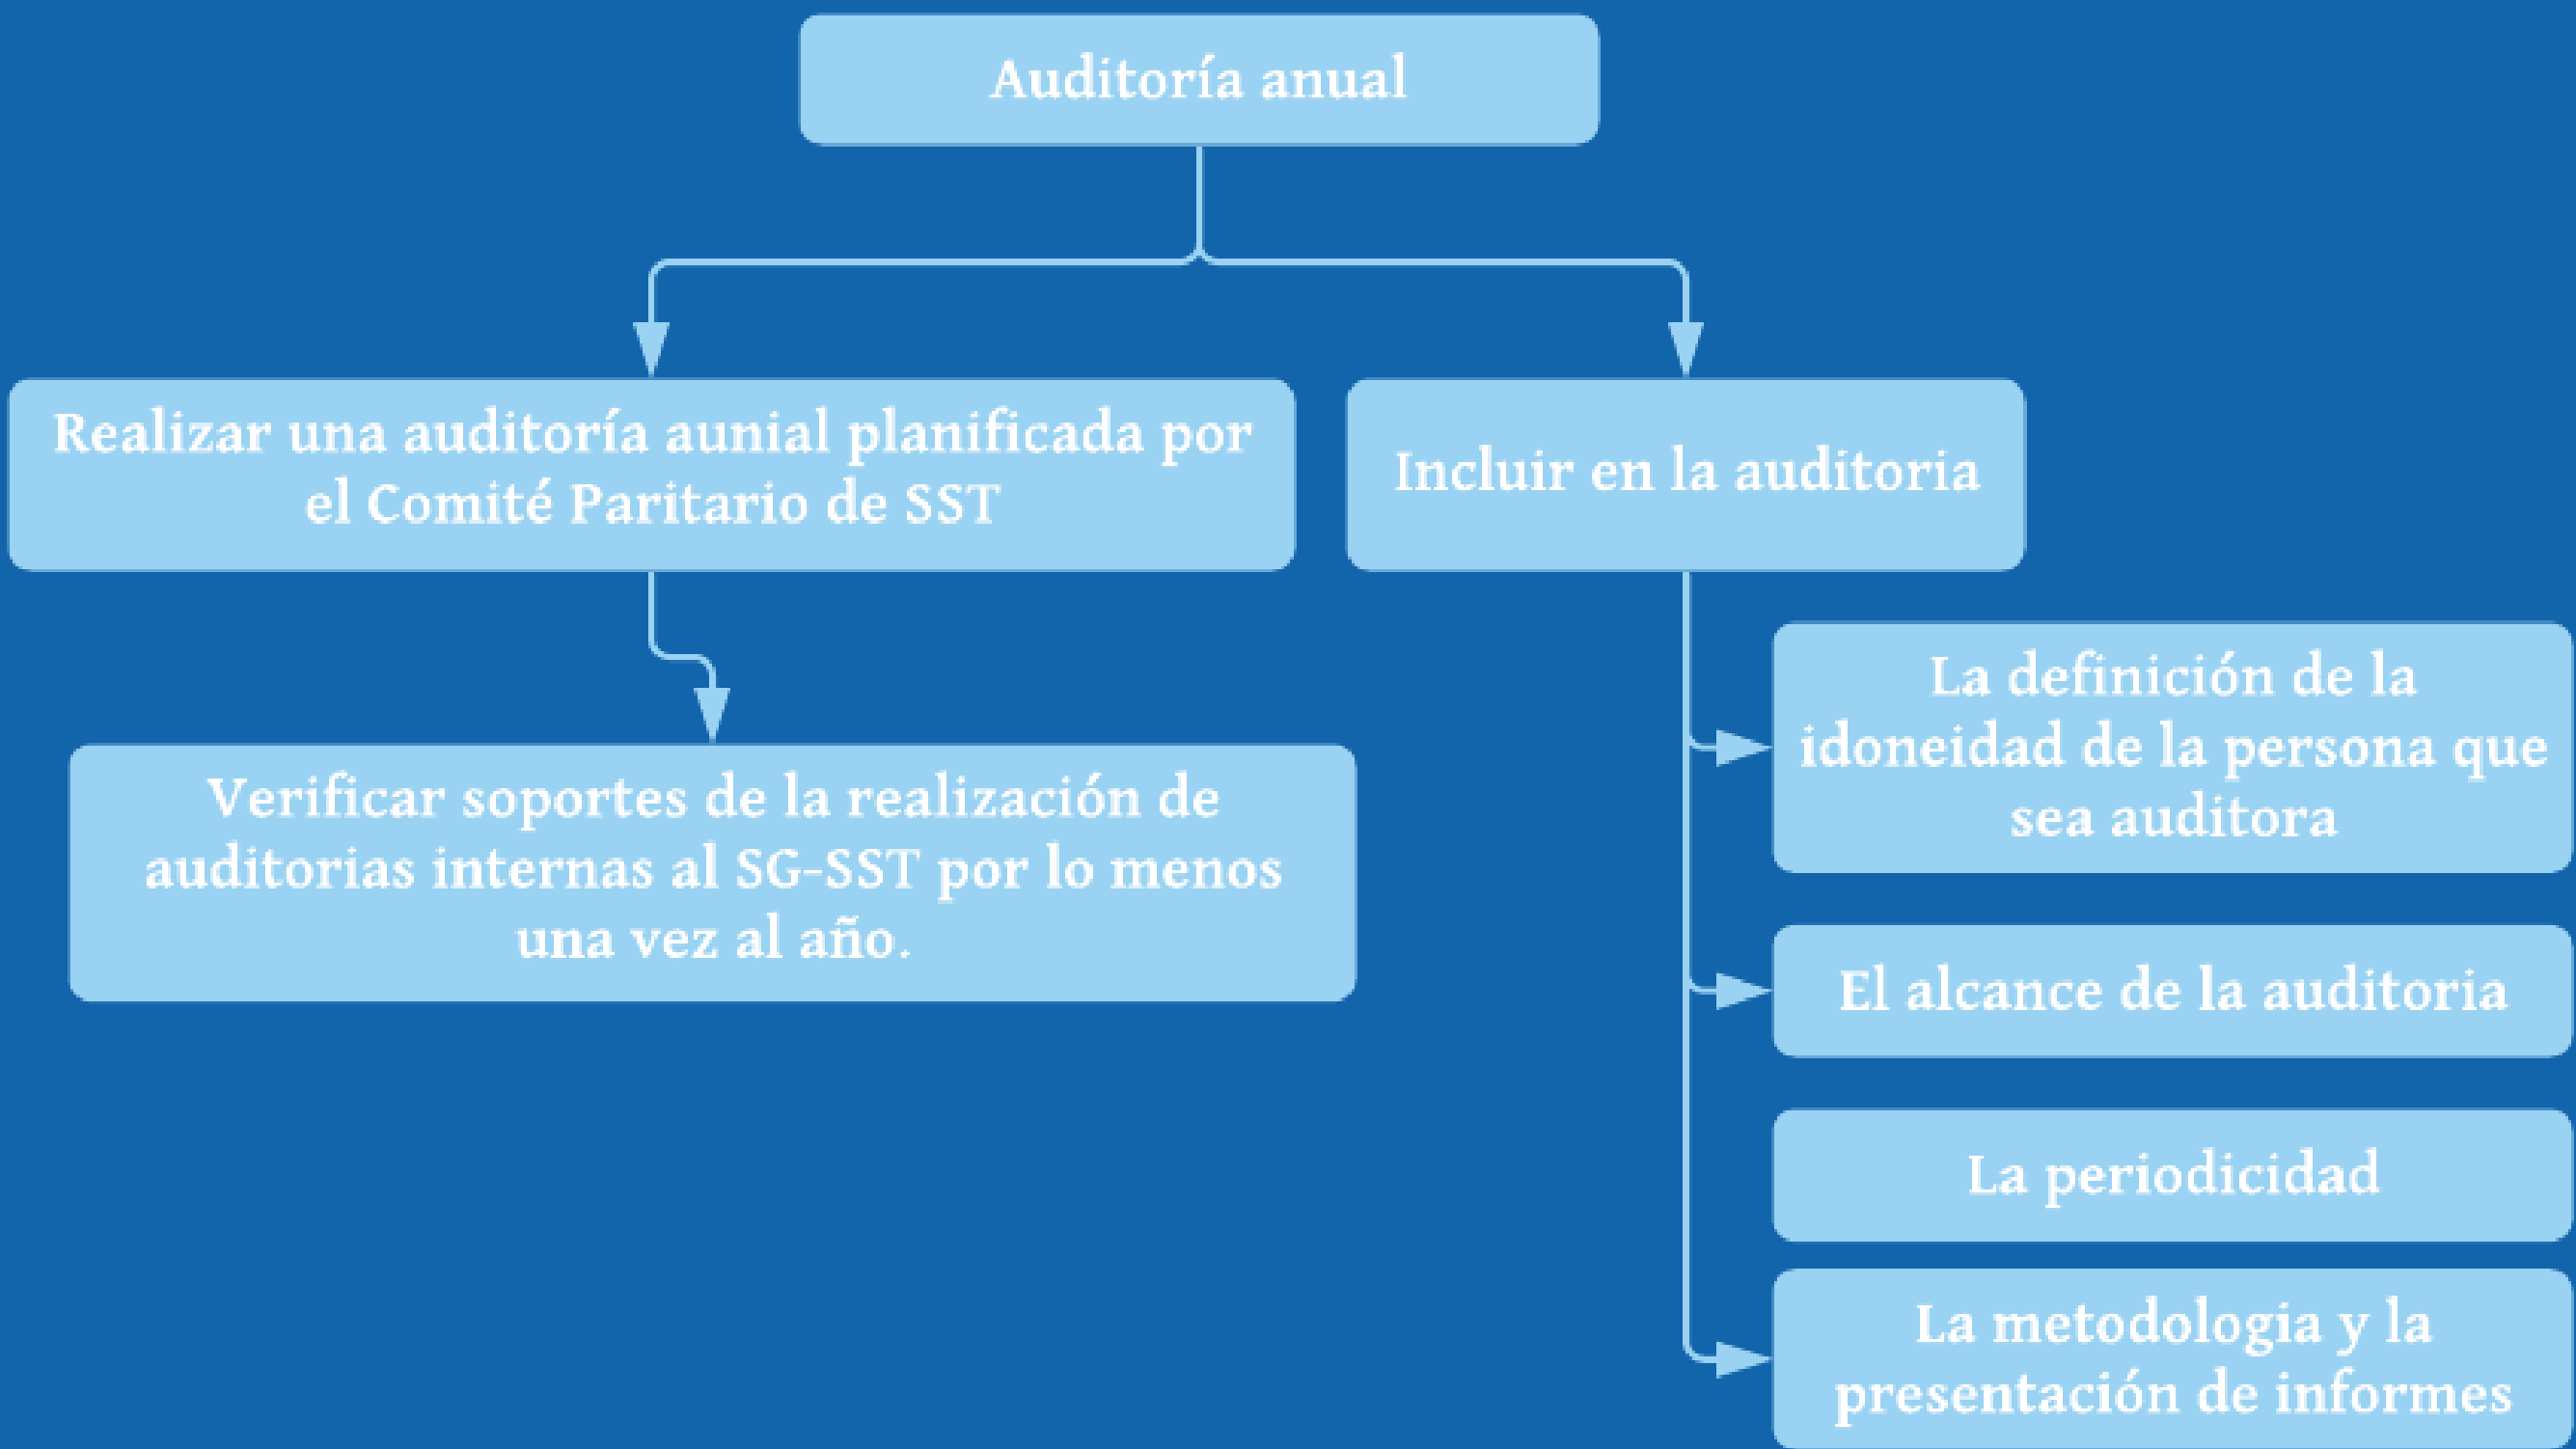 Auditoría anual
Realizar una auditoría aunial planificada por
el Comité Paritario de SST
Verificar soportes de la realización de
auditorias internas al SG-SST por lo menos
una vez al año.
Incluir en la auditoria
La definición de la
idoneidad de la persona que
sea auditora
El alcance de la auditoria
La periodicidad
La metodologia y la
presentación de informes